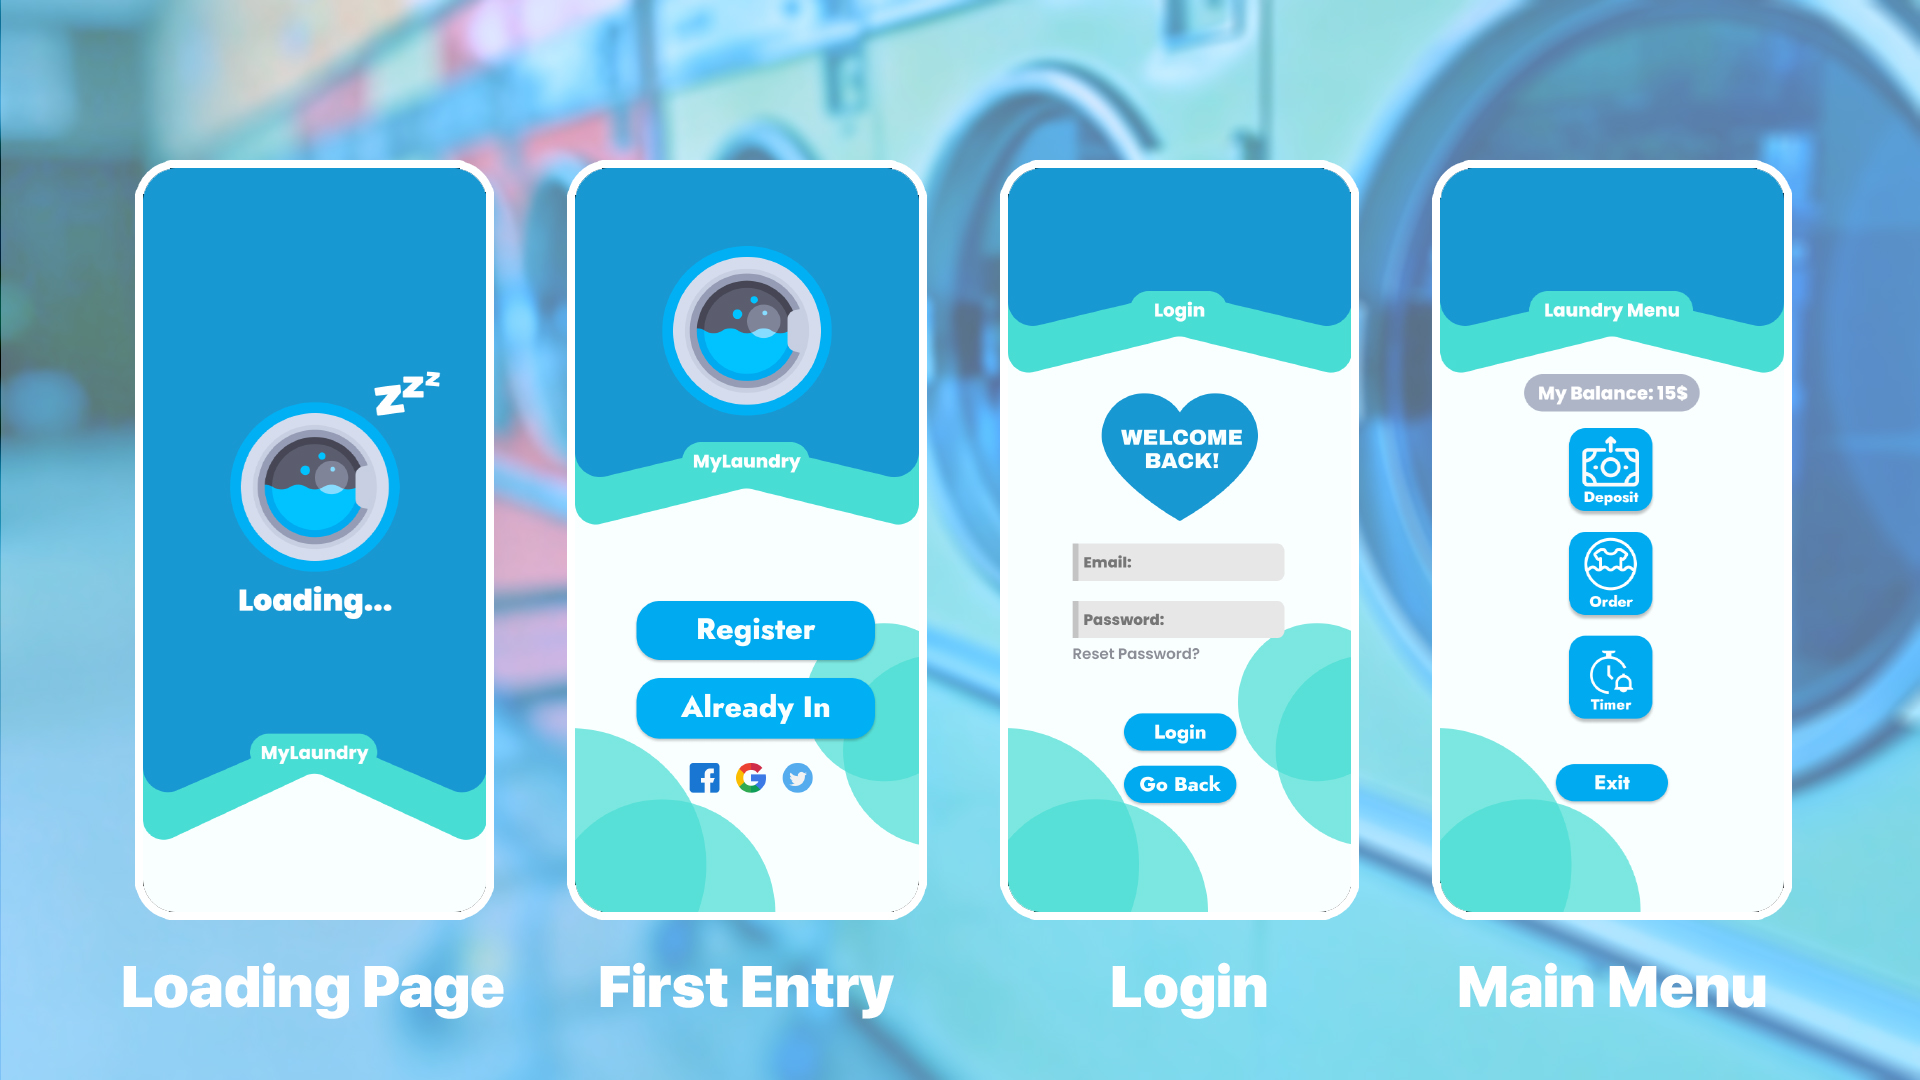 z z z
Loading...
MyLaundry
Loading Page
MyLaundry
Register
Already In
First Entry
Login
WELCOME
BACK!
Email:
Password:
Reset Password?
Login
Go Back
Login
Laundry Menu
My Balance: 15$
Deposit
Order
Timer
Exit
Main Menu